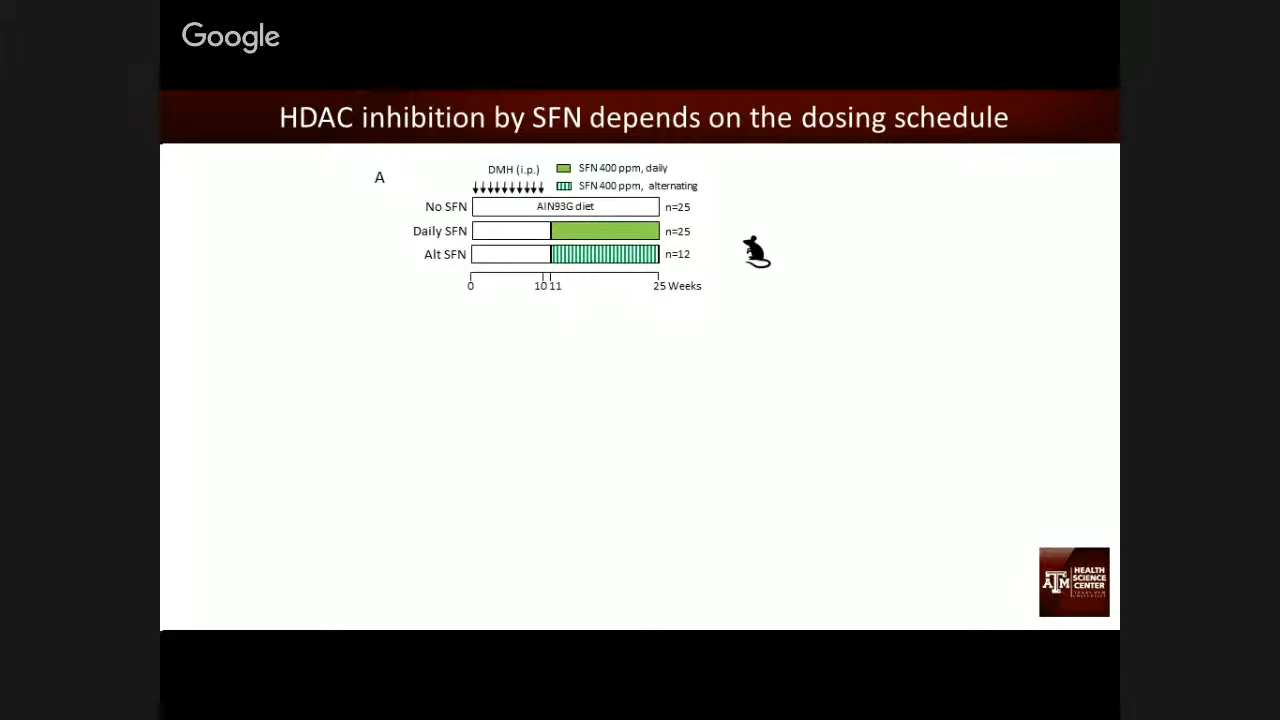 Google
HDAC inhibition by SFN depends on the dosing schedule
A
DMH (i.p.)
SFN 400 ppm, daily
SFN 400 ppm, alternating
No SFN
AIN93G diet
n=25
Daily SFN
n=25
Alt SFN
n=12
0
10 11
25 Weeks
A T M
HEALTH
SCIENCE
CENTER